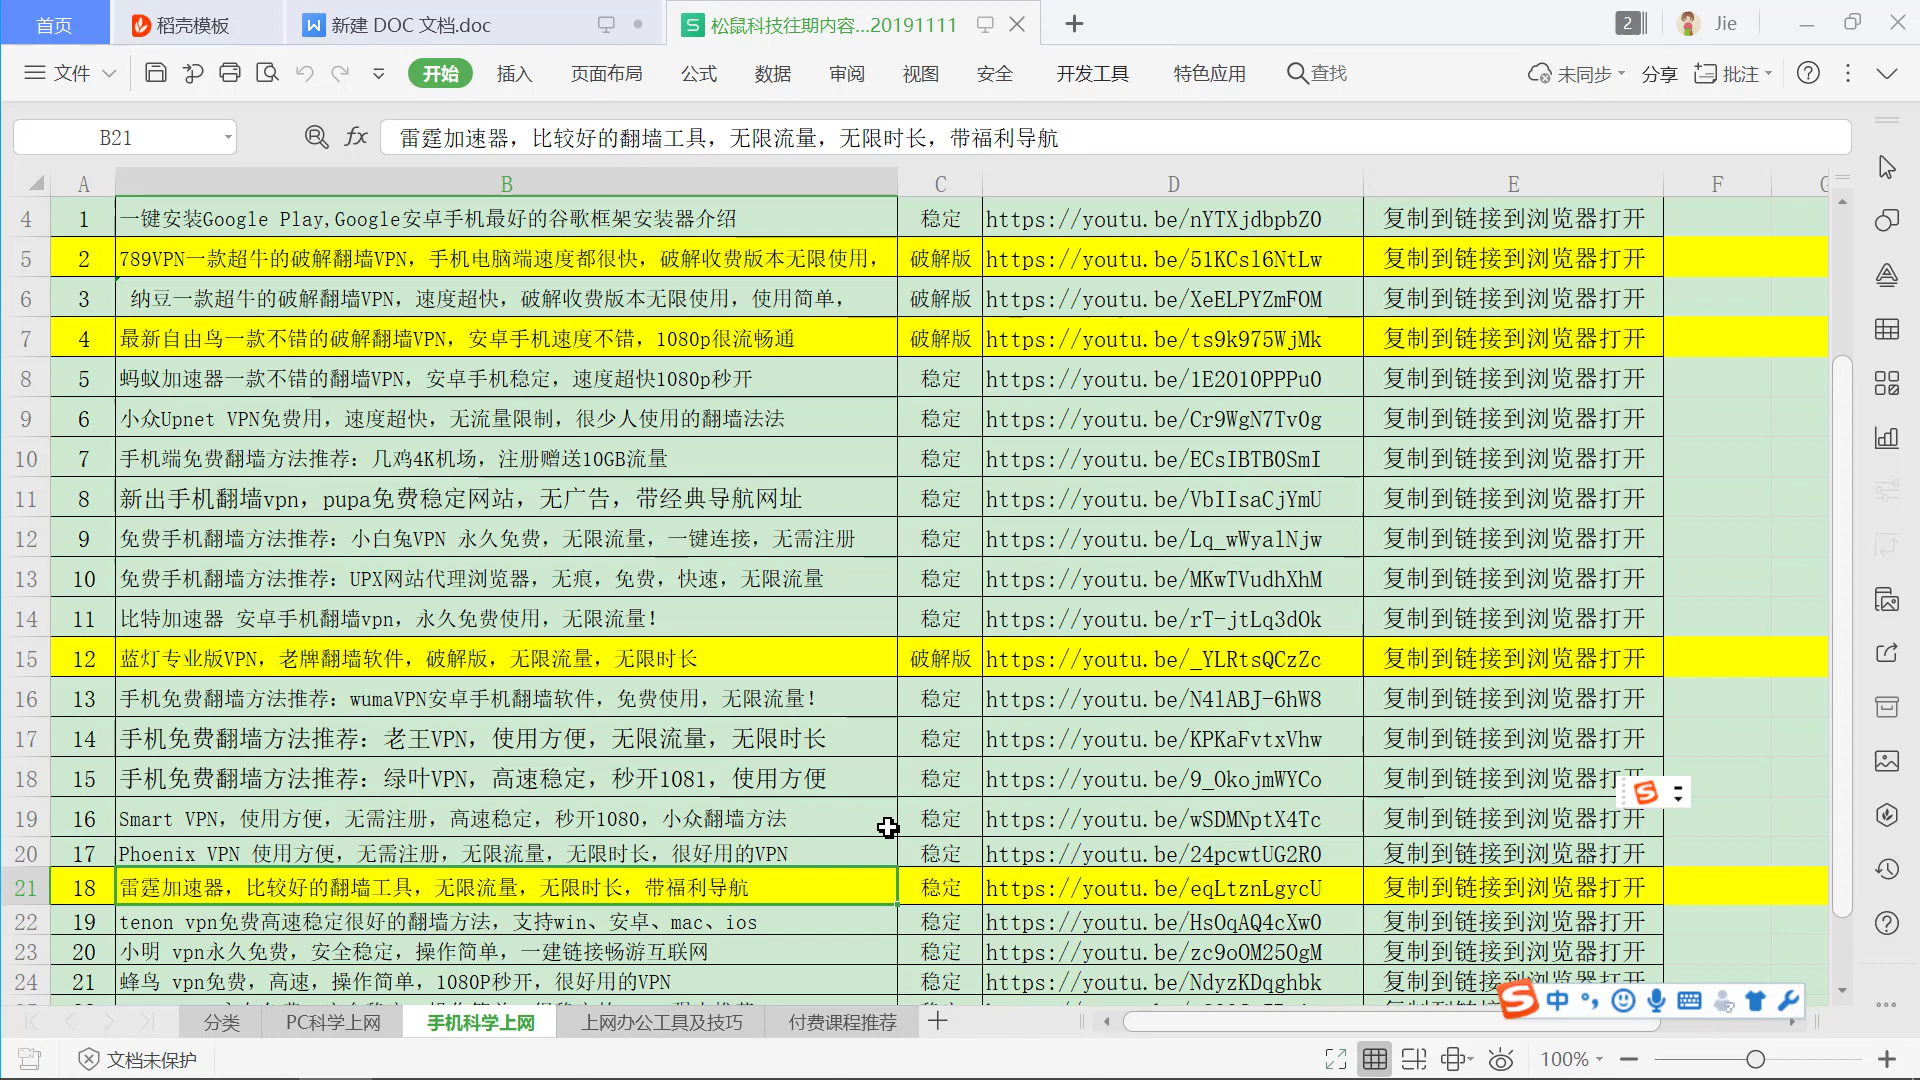 首页 稻壳模板 新建 DOC 文档.doc 松鼠科技往期内容...20191111 2 Jie
文件 开始 插入 页面布局 公式 数据 审阅 视图 安全 开发工具 特色应用 查找 未同步 分享 批注
B21 fx 雷霆加速器，比较好的翻墙工具，无限流量，无限时长，带福利导航
A B C D E F G
4 1 一键安装Google Play,Google安卓手机最好的谷歌框架安装器介绍 稳定 https://youtu.be/nYTXjdbpbZ0 复制到链接到浏览器打开
5 2 789VPN一款超牛的破解翻墙VPN，手机电脑端速度都很快，破解收费版本无限使用， 破解版 https://youtu.be/51KCsl6NtLw 复制到链接到浏览器打开
6 3 纳豆一款超牛的破解翻墙VPN，速度超快，破解收费版本无限使用，使用简单， 破解版 https://youtu.be/XeELPYZmFOM 复制到链接到浏览器打开
7 4 最新自由鸟一款不错的破解翻墙VPN，安卓手机速度不错，1080p很流畅通 破解版 https://youtu.be/ts9k975WjMk 复制到链接到浏览器打开
8 5 蚂蚁加速器一款不错的翻墙VPN，安卓手机稳定，速度超快1080p秒开 稳定 https://youtu.be/1E2O1OPPPu0 复制到链接到浏览器打开
9 6 小众Upnet VPN免费用，速度超快，无流量限制，很少人使用的翻墙法法 稳定 https://youtu.be/Cr9WgN7Tv0g 复制到链接到浏览器打开
10 7 手机端免费翻墙方法推荐：几鸡4K机场，注册赠送10GB流量 稳定 https://youtu.be/ECsIBTB0SmI 复制到链接到浏览器打开
11 8 新出手机翻墙vpn，pupa免费稳定网站，无广告，带经典导航网址 稳定 https://youtu.be/VbIIsaCjYmU 复制到链接到浏览器打开
12 9 免费手机翻墙方法推荐：小白兔VPN 永久免费，无限流量，一键连接，无需注册 稳定 https://youtu.be/Lq_wWyalNjw 复制到链接到浏览器打开
13 10 免费手机翻墙方法推荐：UPX网站代理浏览器，无痕，免费，快速，无限流量 稳定 https://youtu.be/MKwTVudhXhM 复制到链接到浏览器打开
14 11 比特加速器 安卓手机翻墙vpn，永久免费使用，无限流量！ 稳定 https://youtu.be/rT-jtLq3dOk 复制到链接到浏览器打开
15 12 蓝灯专业版VPN，老牌翻墙软件，破解版，无限流量，无限时长 破解版 https://youtu.be/_YLRtsQCzZc 复制到链接到浏览器打开
16 13 手机免费翻墙方法推荐：wumaVPN安卓手机翻墙软件，免费使用，无限流量！ 稳定 https://youtu.be/N4lABJ-6hW8 复制到链接到浏览器打开
17 14 手机免费翻墙方法推荐：老王VPN，使用方便，无限流量，无限时长 稳定 https://youtu.be/KPKaFvtxVhw 复制到链接到浏览器打开
18 15 手机免费翻墙方法推荐：绿叶VPN，高速稳定，秒开1081，使用方便 稳定 https://youtu.be/9_OkojmWYCo 复制到链接到浏览器打开
19 16 Smart VPN，使用方便，无需注册，高速稳定，秒开1080，小众翻墙方法 稳定 https://youtu.be/wSDMNptX4Tc 复制到链接到浏览器打开
20 17 Phoenix VPN 使用方便，无需注册，无限流量，无限时长，很好用的VPN 稳定 https://youtu.be/24pcwtUG2R0 复制到链接到浏览器打开
21 18 雷霆加速器，比较好的翻墙工具，无限流量，无限时长，带福利导航 稳定 https://youtu.be/eqLtznLgycU 复制到链接到浏览器打开
22 19 tenon vpn免费高速稳定很好的翻墙方法，支持win、安卓、mac、ios 稳定 https://youtu.be/HsOqAQ4cXw0 复制到链接到浏览器打开
23 20 小明 vpn永久免费，安全稳定，操作简单，一建链接畅游互联网 稳定 https://youtu.be/zc9oOM25OgM 复制到链接到浏览器打开
24 21 蜂鸟 vpn免费，高速，操作简单，1080P秒开，很好用的VPN 稳定 https://youtu.be/NdyzKDqghbk 复制到链接到浏览器打开
中
分类 PC科学上网 手机科学上网 上网办公工具及技巧 付费课程推荐
文档未保护 100%